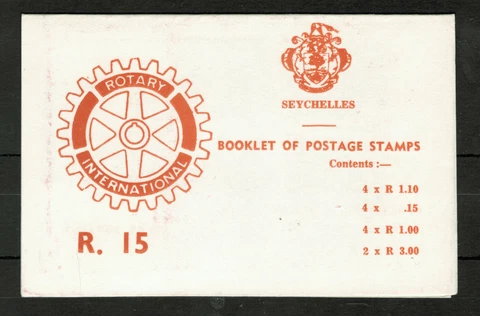 ROTARY
INTERNATIONAL
R. 15
SEYCHELLES
BOOKLET OF POSTAGE STAMPS
Contents :—
4 x R 1.10
4 x .15
4 x R 1.00
2 x R 3.00